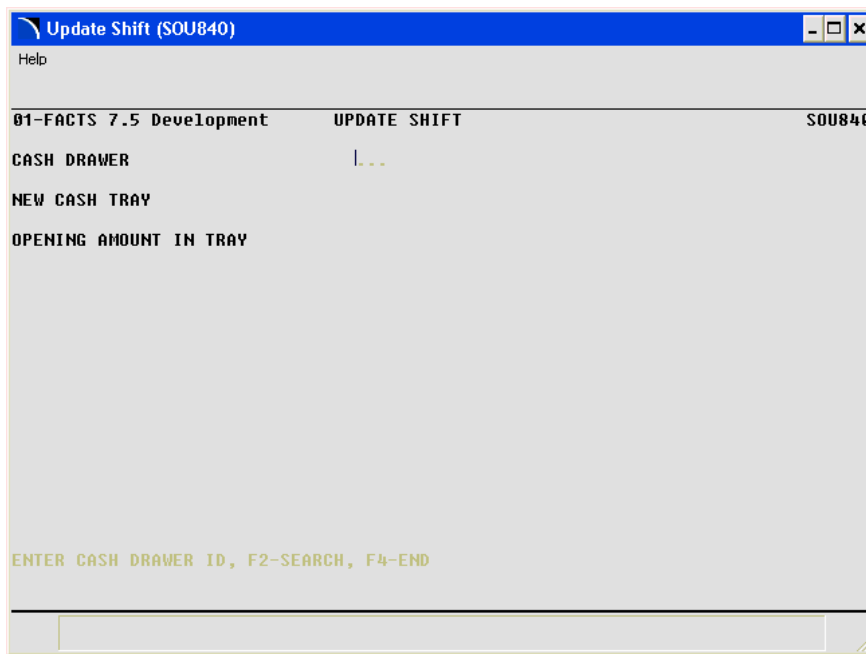 Update Shift (SOU840)
Help
01-FACTS 7.5 Development UPDATE SHIFT SOU840
CASH DRAWER ...
NEW CASH TRAY
OPENING AMOUNT IN TRAY
ENTER CASH DRAWER ID, F2-SEARCH, F4-END